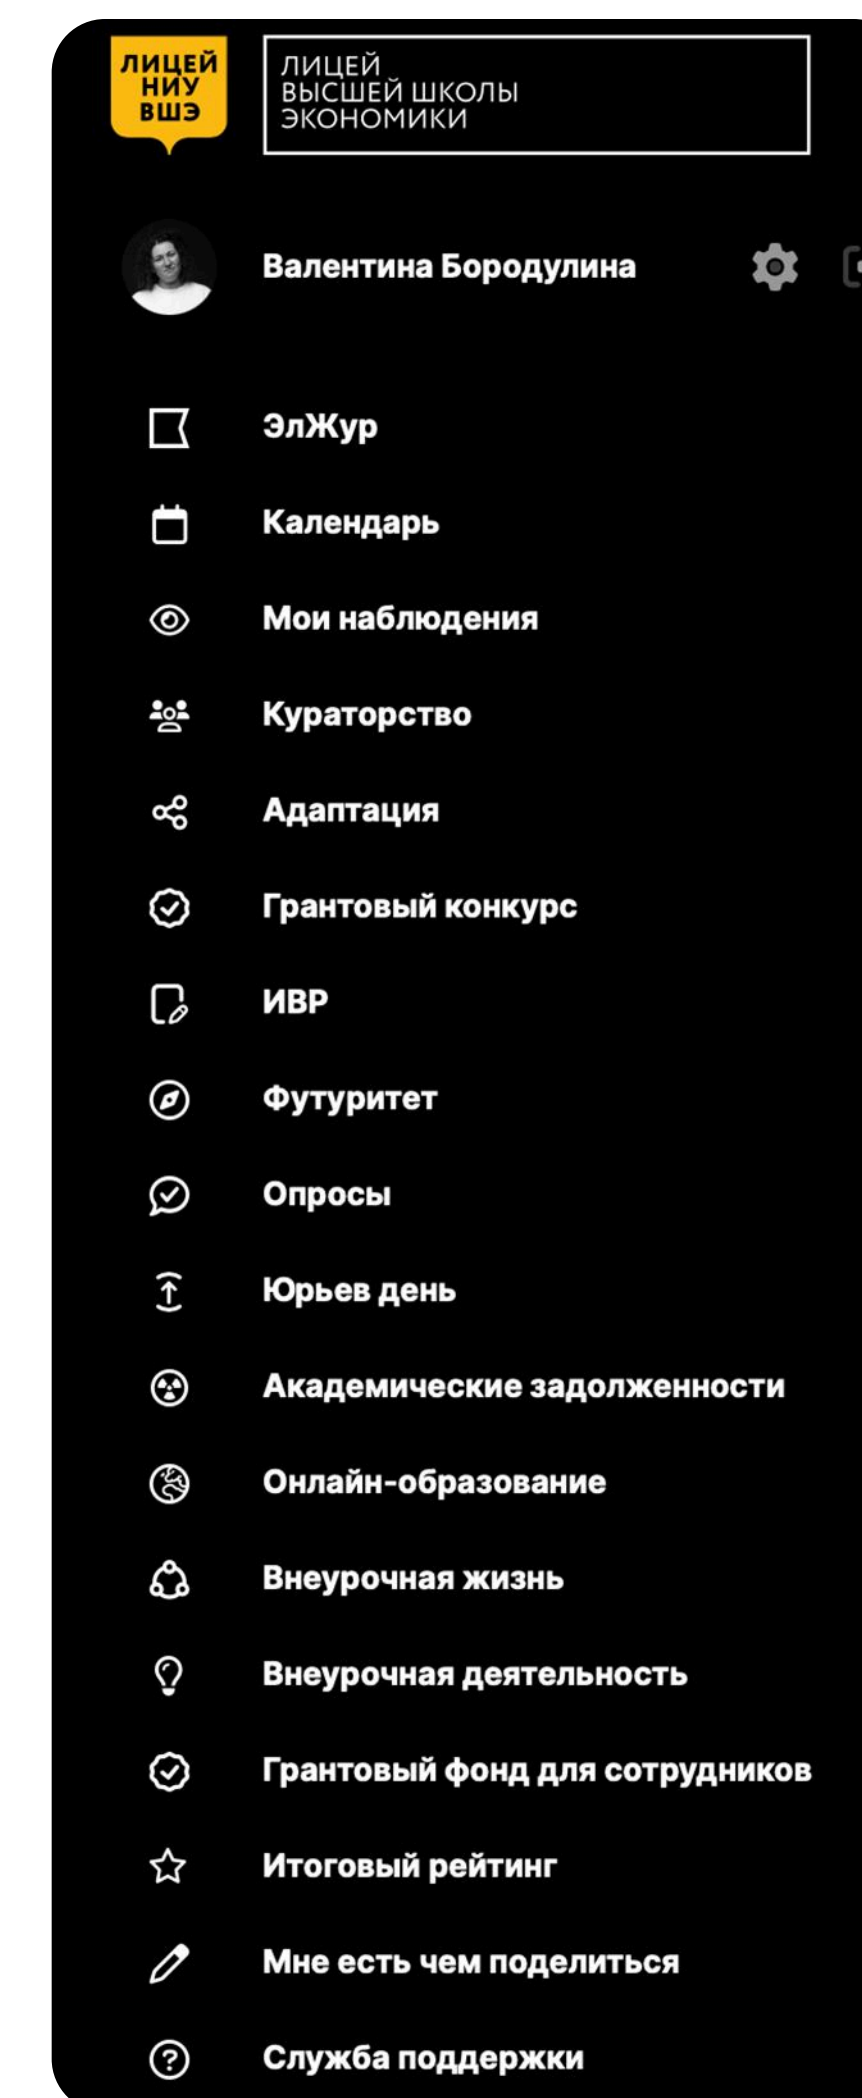 ЛИЦЕЙ
НИУ
ВШЭ
ЛИЦЕЙ
ВЫСШЕЙ ШКОЛЫ
ЭКОНОМИКИ
Валентина Бородулина
ЭлЖур
Календарь
Мои наблюдения
Кураторство
Адаптация
Грантовый конкурс
ИВР
Футуритет
Опросы
Юрьев день
Академические задолженности
Онлайн-образование
Внеурочная жизнь
Внеурочная деятельность
Грантовый фонд для сотрудников
Итоговый рейтинг
Мне есть чем поделиться
Служба поддержки